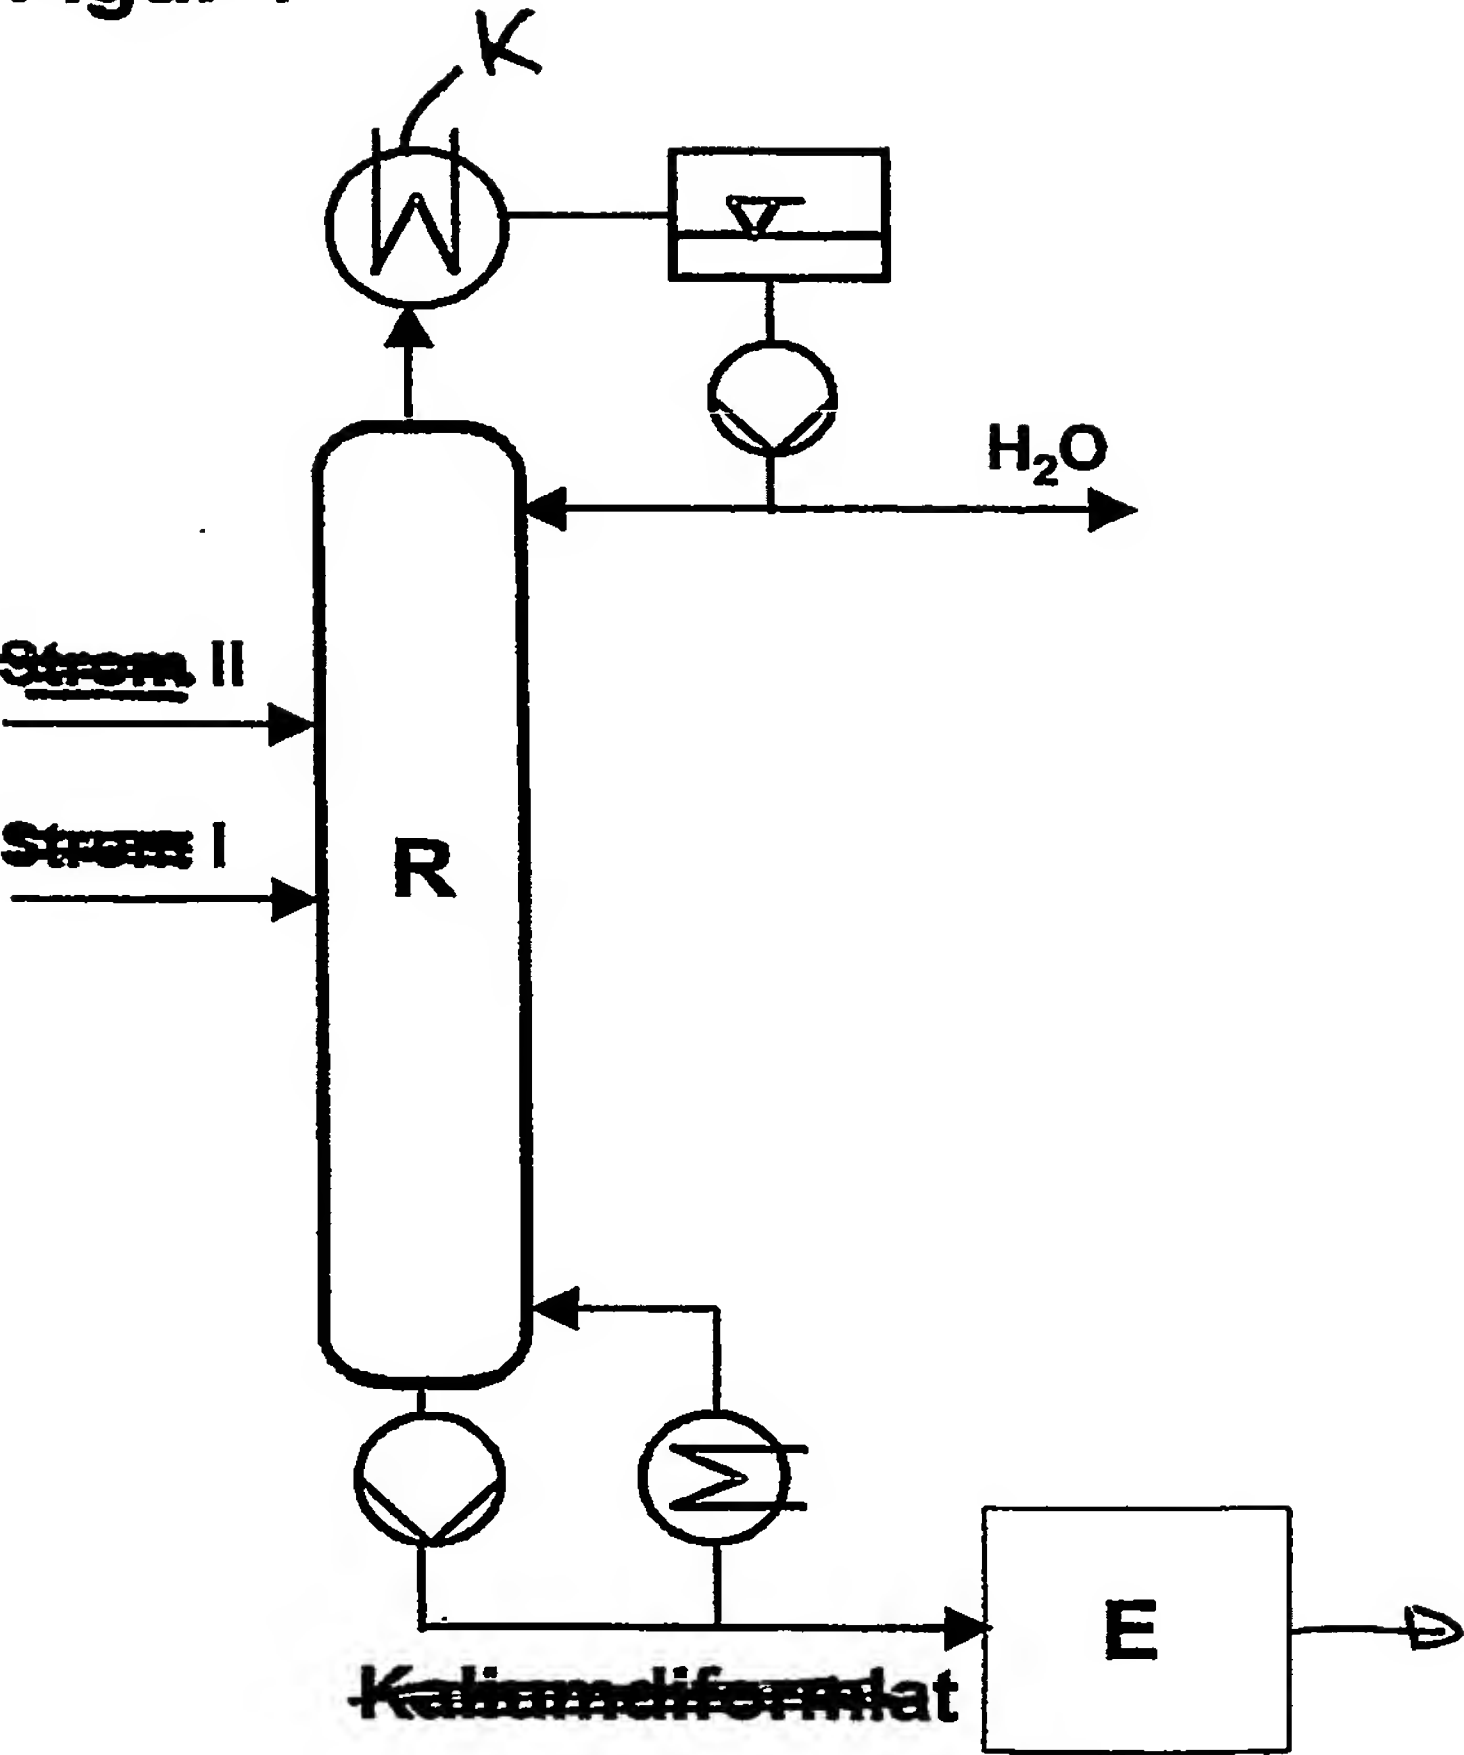 K
H₂O
Strom II
Strom I
R
E
Kaliumdiformiat